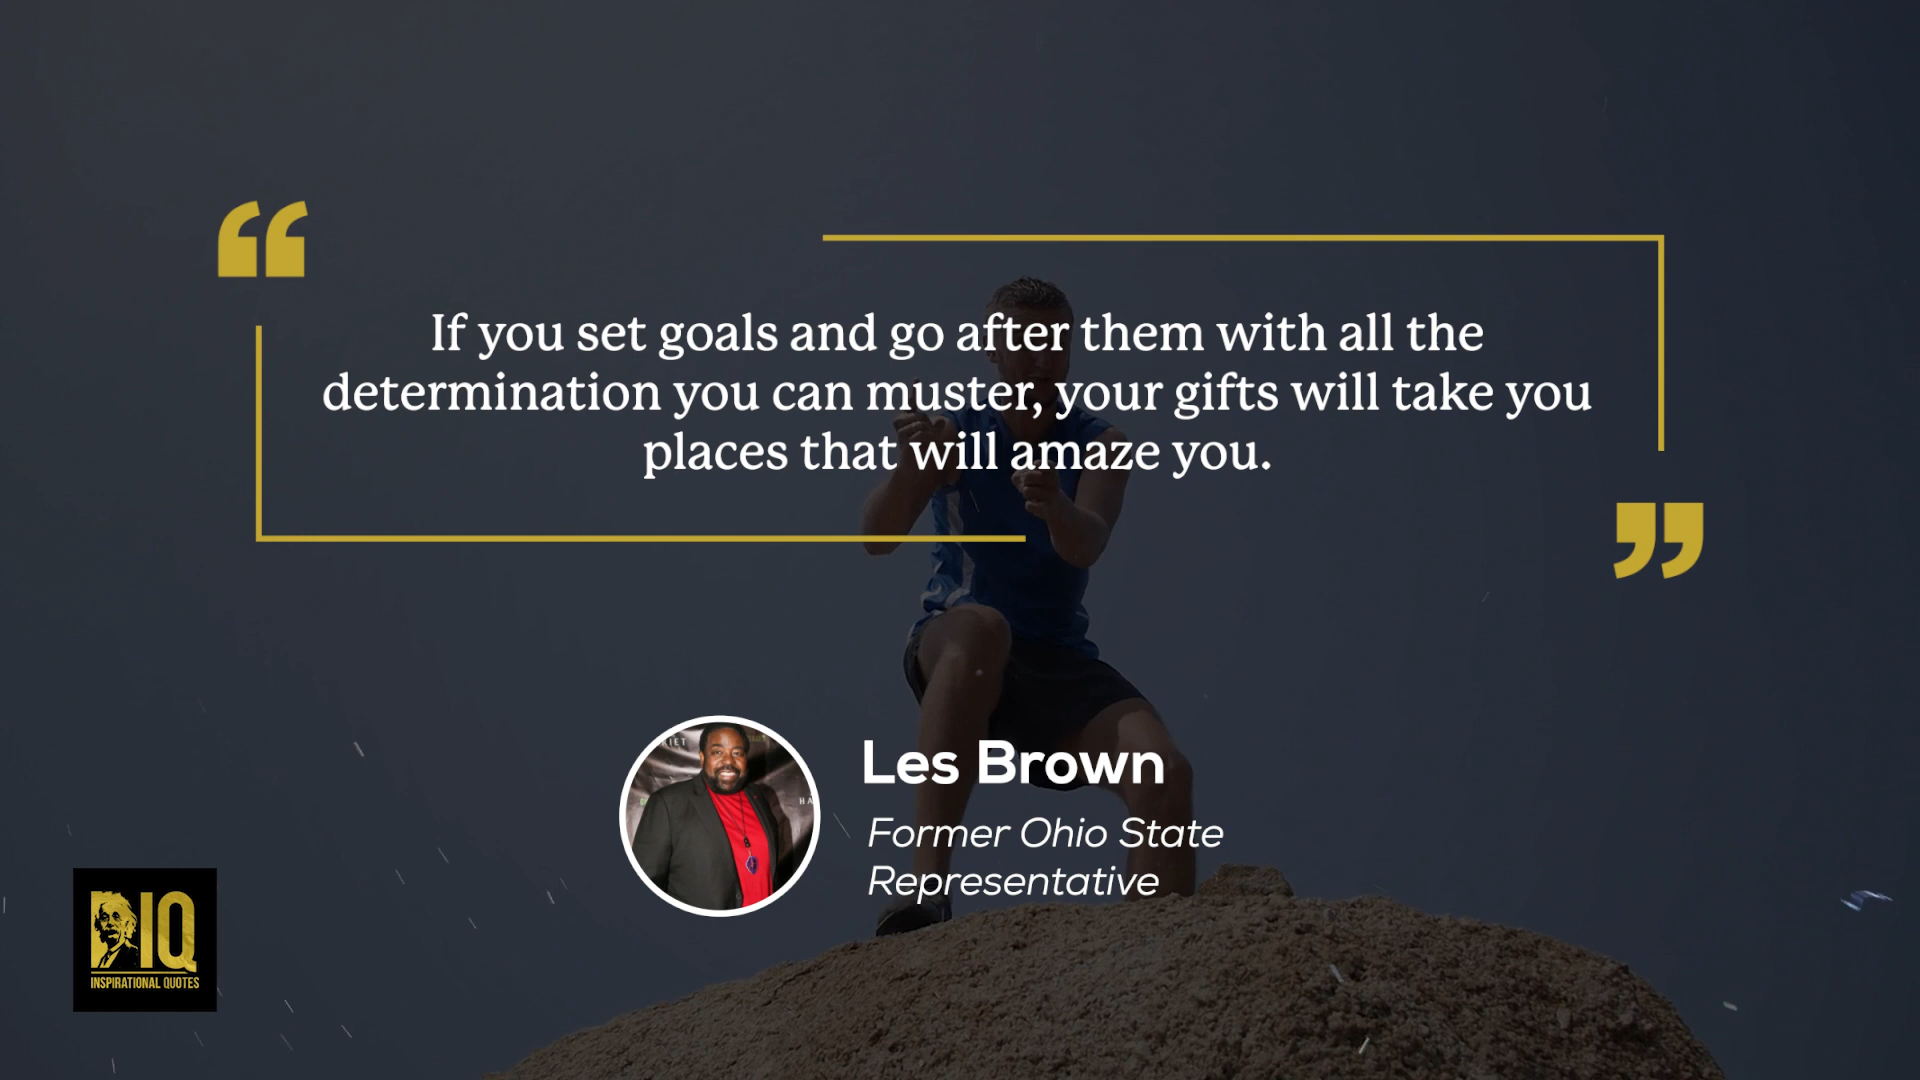 “
If you set goals and go after them with all the
determination you can muster, your gifts will take you
places that will amaze you.
”
Les Brown
Former Ohio State
Representative
IQ
INSPIRATIONAL QUOTES